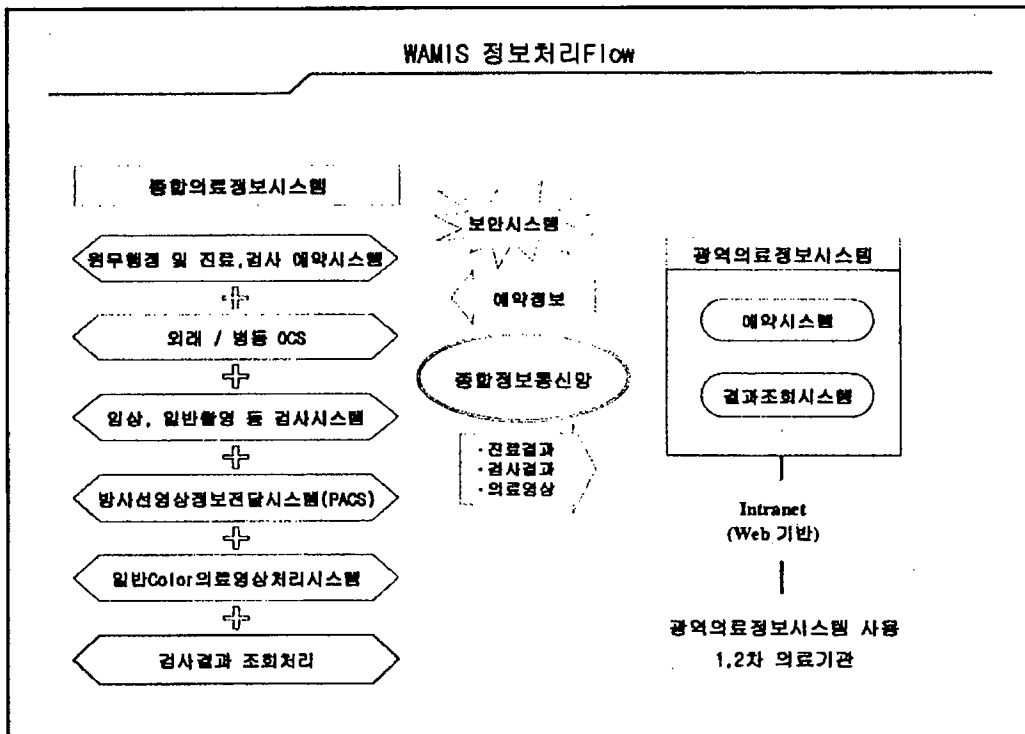 WAMIS 정보처리Flow
종합의료정보시스템
원무행정 및 진료,검사 예약시스템
외래 / 병동 OCS
임상, 일반촬영 등 검사시스템
방사선영상정보전달시스템(PACS)
일반Color의료영상처리시스템
검사결과 조회처리
보안시스템
예약정보
종합정보통신망
·진료결과
·검사결과
·의료영상
광역의료정보시스템
예약시스템
결과조회시스템
Intranet
(Web 기반)
광역의료정보시스템 사용
1,2차 의료기관